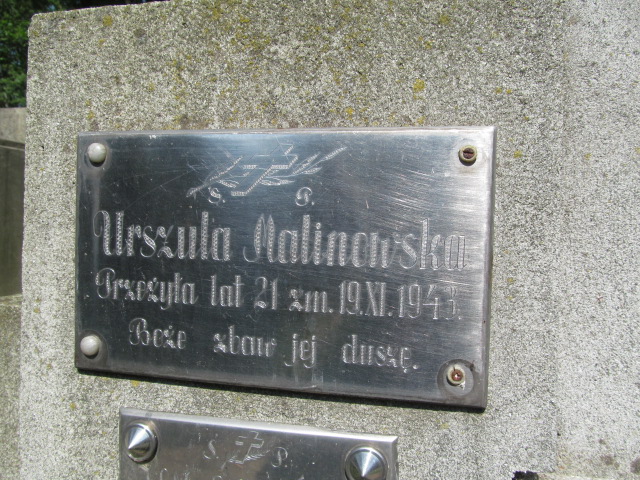 Ś. P.
Urszula Malinowska
Przeżyła lat 21 zm. 19.XI.1943.
Boże zbaw jej duszę.
Ś. P.